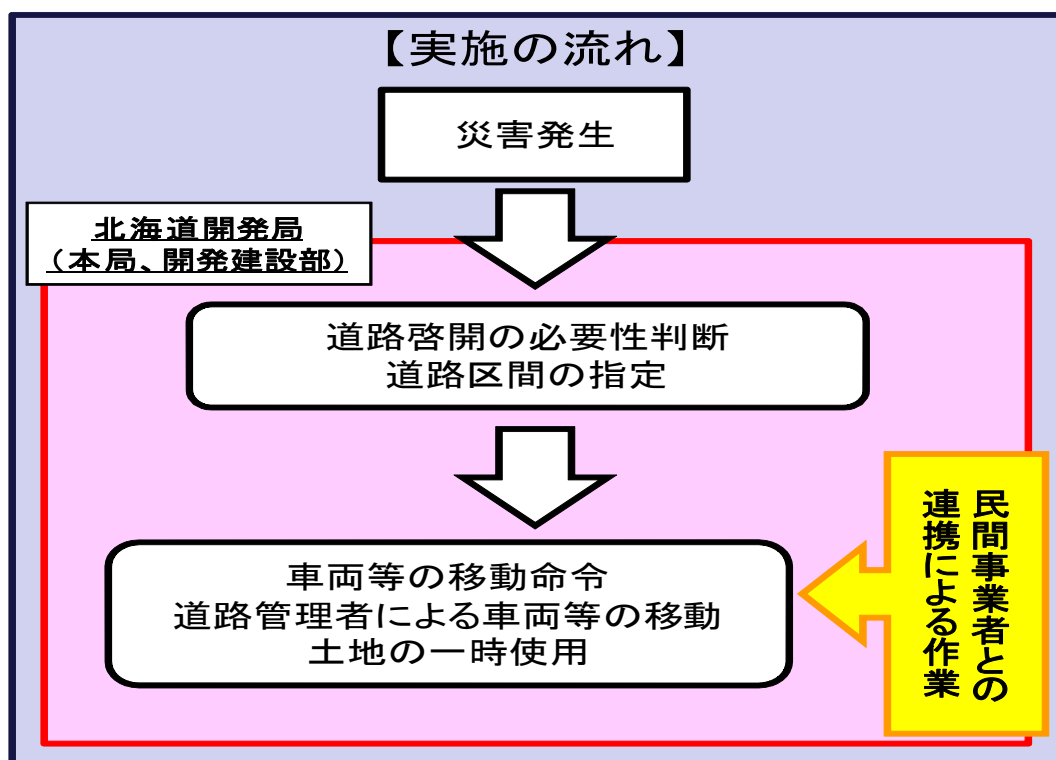 【実施の流れ】
災害発生
北海道開発局
（本局、開発建設部）
道路啓開の必要性判断
道路区間の指定
車両等の移動命令
道路管理者による車両等の移動
土地の一時使用
民間事業者との
連携による作業